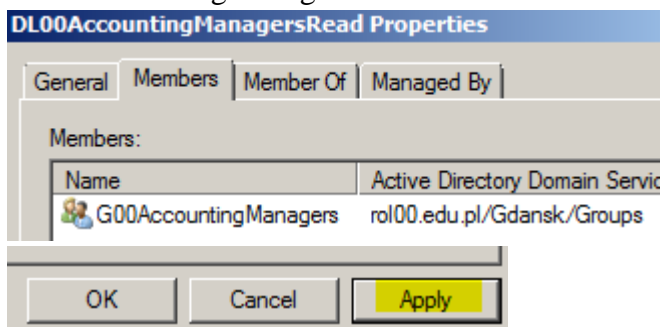 DL00AccountingManagersRead Properties
General Members Member Of Managed By
Members:
Name Active Directory Domain Servic
G00AccountingManagers rol00.edu.pl/Gdansk/Groups
OK Cancel Apply